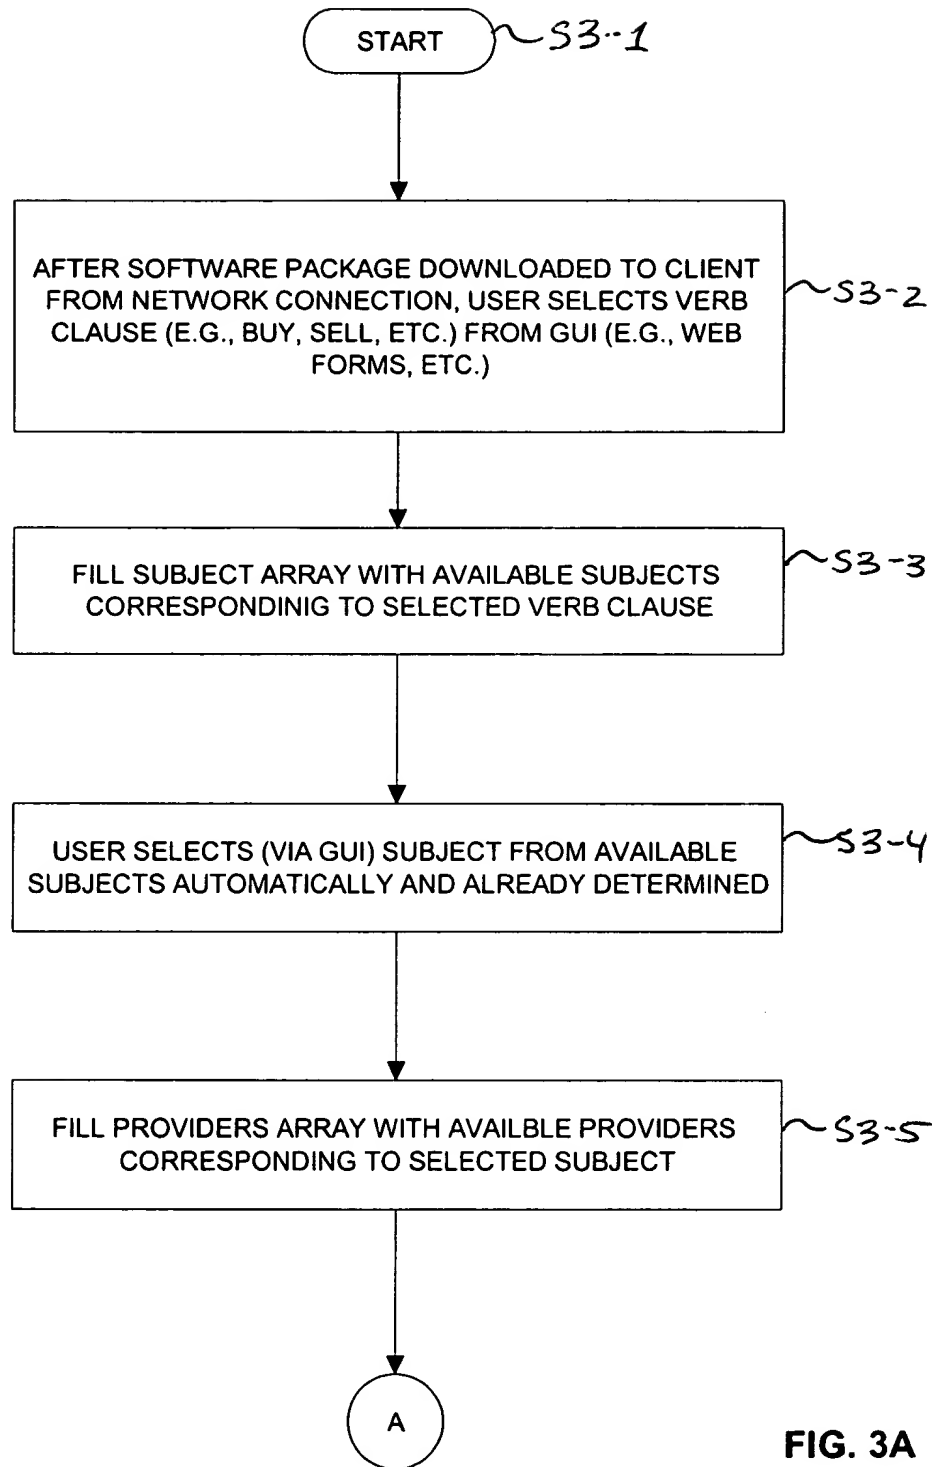 START
S3-1
AFTER SOFTWARE PACKAGE DOWNLOADED TO CLIENT
FROM NETWORK CONNECTION, USER SELECTS VERB
CLAUSE (E.G., BUY, SELL, ETC.) FROM GUI (E.G., WEB
FORMS, ETC.)
S3-2
FILL SUBJECT ARRAY WITH AVAILABLE SUBJECTS
CORRESPONDINIG TO SELECTED VERB CLAUSE
S3-3
USER SELECTS (VIA GUI) SUBJECT FROM AVAILABLE
SUBJECTS AUTOMATICALLY AND ALREADY DETERMINED
S3-4
FILL PROVIDERS ARRAY WITH AVAILBLE PROVIDERS
CORRESPONDING TO SELECTED SUBJECT
S3-5
A
FIG. 3A